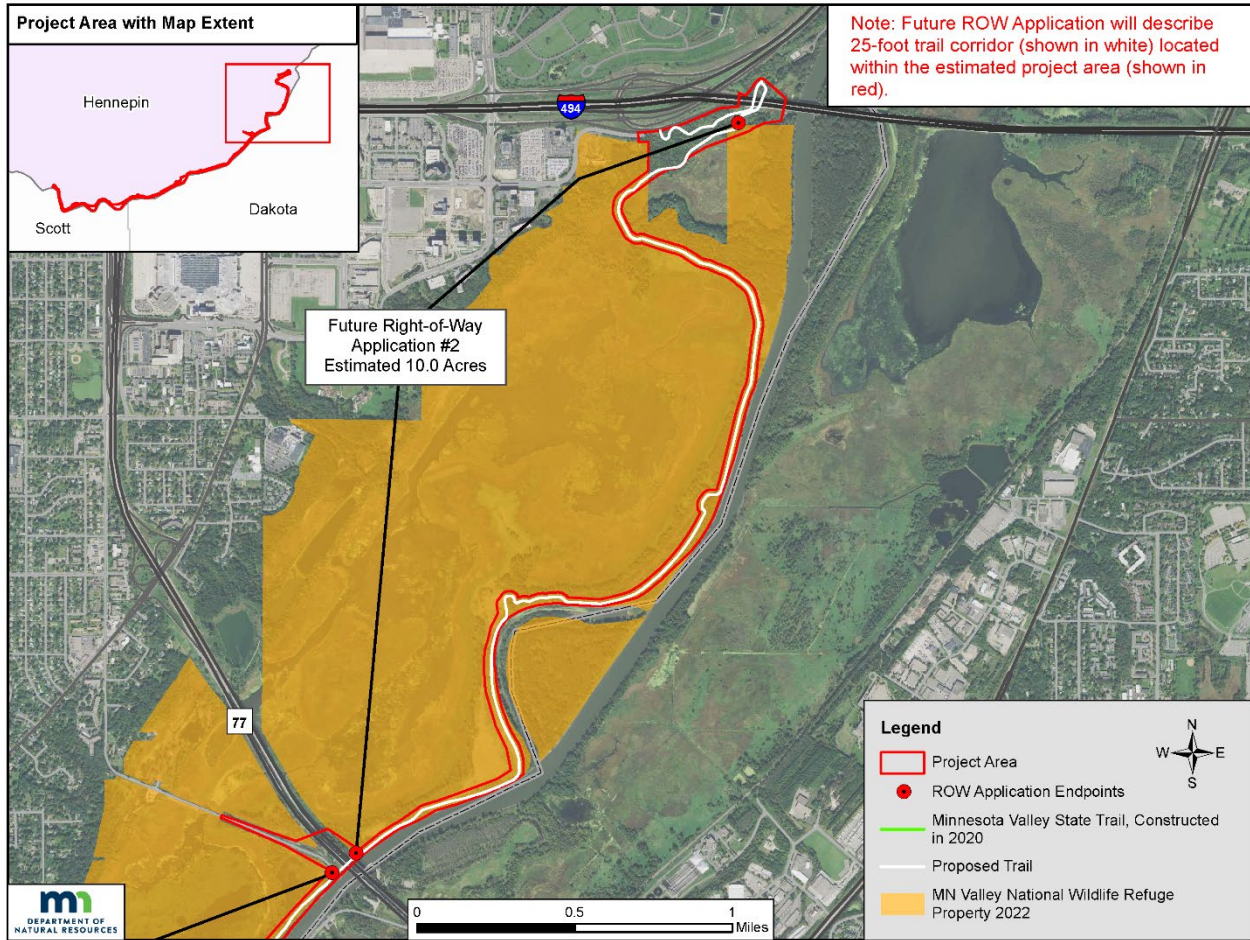 Project Area with Map Extent
Hennepin
Scott
Dakota
Note: Future ROW Application will describe
25-foot trail corridor (shown in white) located
within the estimated project area (shown in
red).
494
Future Right-of-Way
Application #2
Estimated 10.0 Acres
77
Legend
N
W
E
S
Project Area
ROW Application Endpoints
Minnesota Valley State Trail, Constructed
in 2020
Proposed Trail
MN Valley National Wildlife Refuge
Property 2022
mn
DEPARTMENT OF
NATURAL RESOURCES
0
0.5
1
Miles